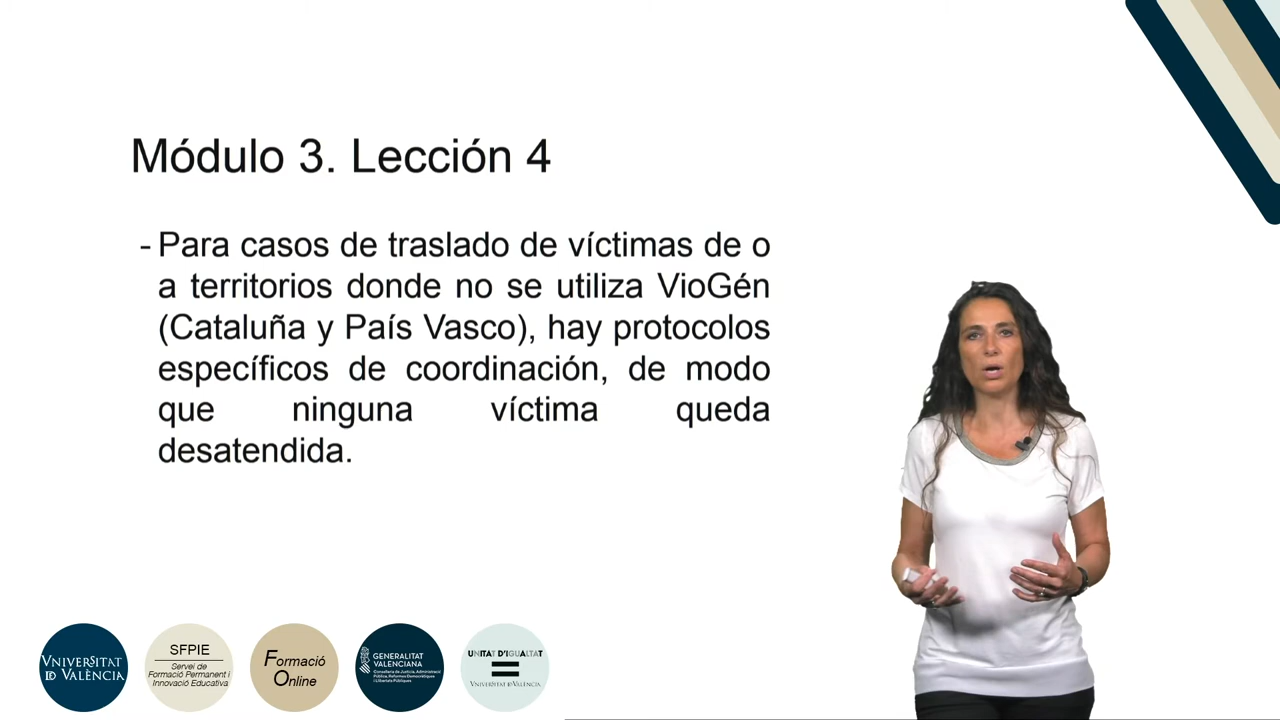 Módulo 3. Lección 4
- Para casos de traslado de víctimas de o
a territorios donde no se utiliza VioGén
(Cataluña y País Vasco), hay protocolos
específicos de coordinación, de modo
que ninguna víctima queda
desatendida.
VNIVERSITAT
ID VALÈNCIA
SFPIE
Servei de
Formació Permanent i
Innovació Educativa
Formació
Online
GENERALITAT
VALENCIANA
Conselleria de Justícia, Administració
Pública, Reformes Democràtiques
i Llibertats Públiques
UNITAT D'IGUALTAT
VNIVERSITAT ID VALÈNCIA